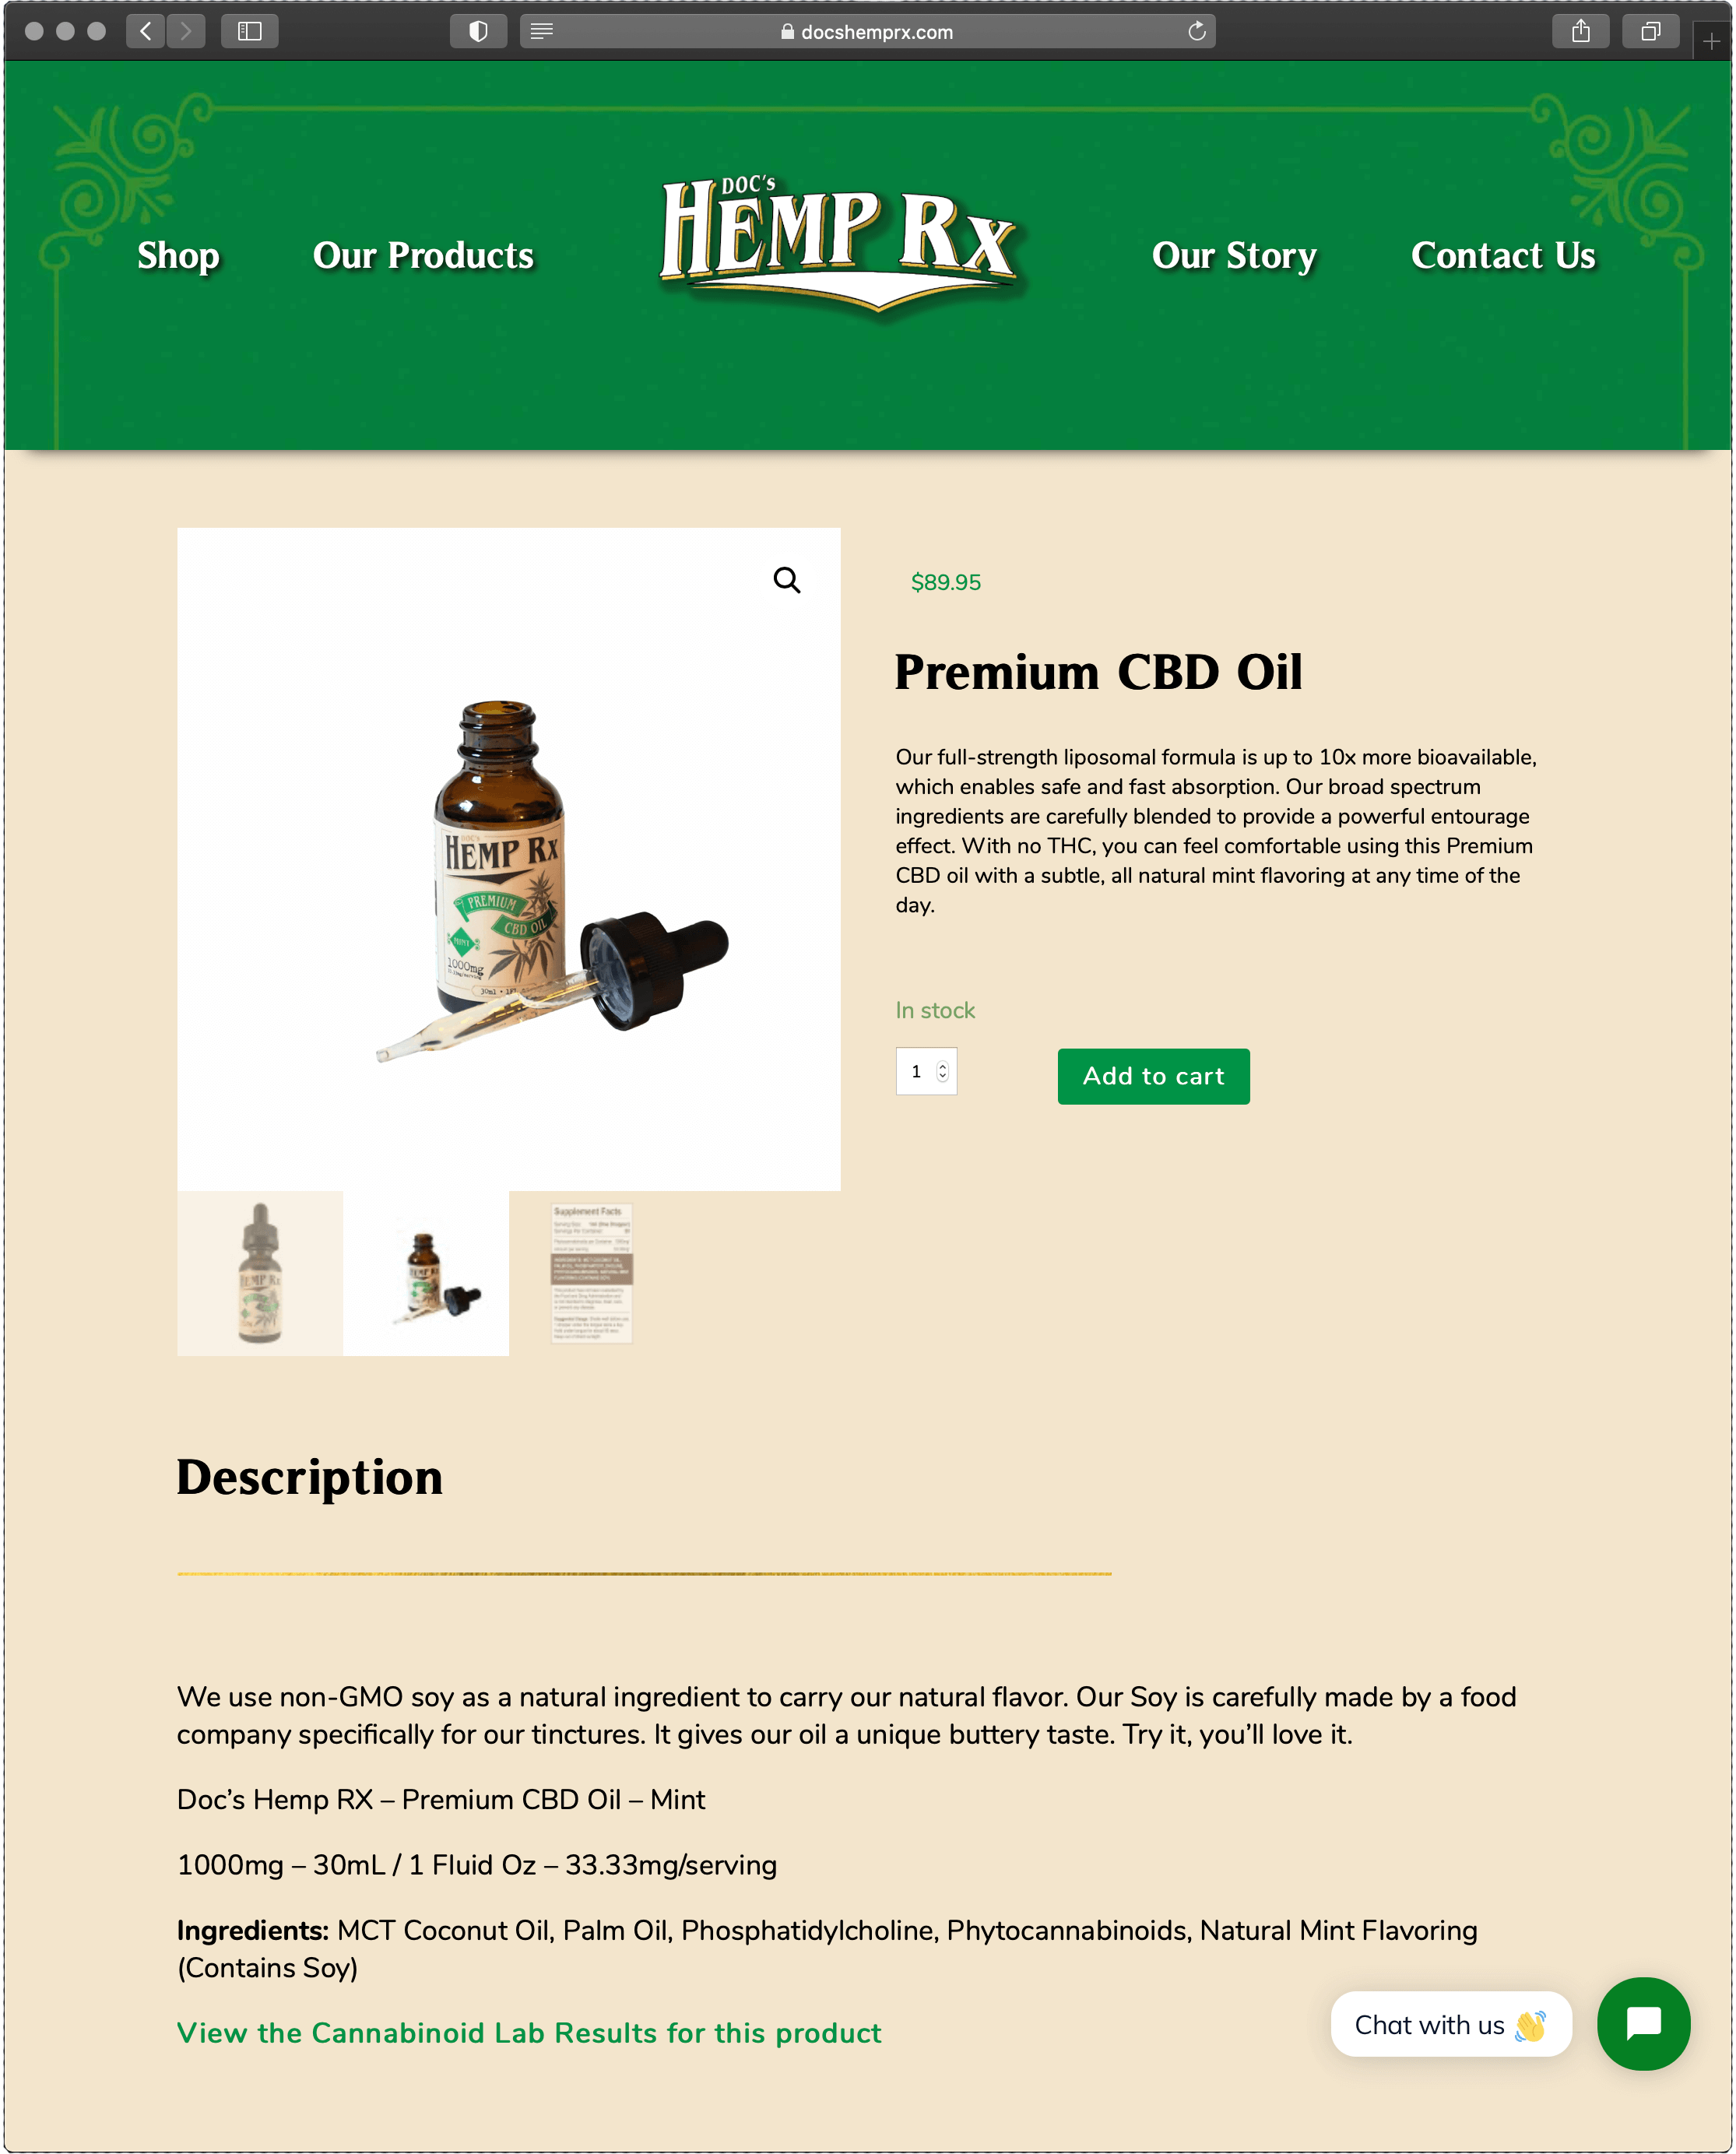 docshemprx.com
Shop
Our Products
DOC's
HEMP RX
Our Story
Contact Us
$89.95
Premium CBD Oil
Our full-strength liposomal formula is up to 10x more bioavailable,
which enables safe and fast absorption. Our broad spectrum
ingredients are carefully blended to provide a powerful entourage
effect. With no THC, you can feel comfortable using this Premium
CBD oil with a subtle, all natural mint flavoring at any time of the
day.
DOC's
HEMP RX
PREMIUM
CBD OIL
MINT
1000mg
30ml
In stock
1
Add to cart
HEMP RX
HEMP RX
Supplement Facts
Description
We use non-GMO soy as a natural ingredient to carry our natural flavor. Our Soy is carefully made by a food
company specifically for our tinctures. It gives our oil a unique buttery taste. Try it, you’ll love it.
Doc’s Hemp RX – Premium CBD Oil – Mint
1000mg – 30mL / 1 Fluid Oz – 33.33mg/serving
Ingredients: MCT Coconut Oil, Palm Oil, Phosphatidylcholine, Phytocannabinoids, Natural Mint Flavoring
(Contains Soy)
View the Cannabinoid Lab Results for this product
Chat with us 👋